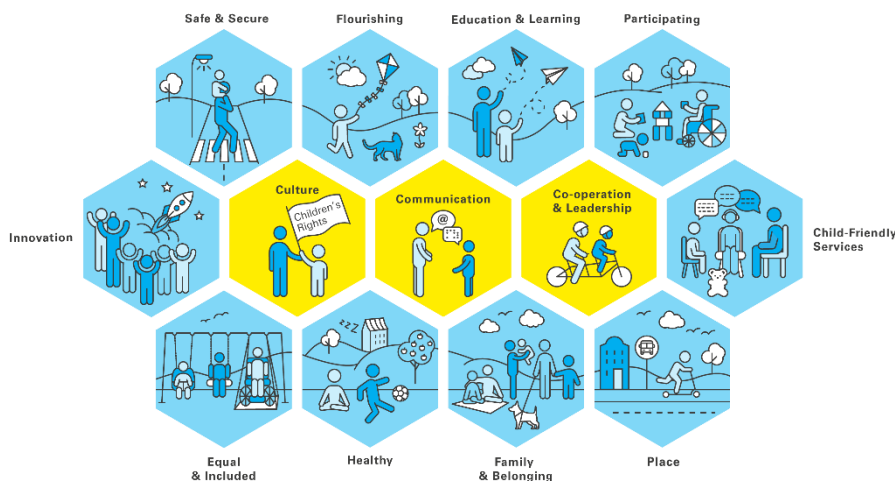 Safe & Secure
Flourishing
Education & Learning
Participating
Innovation
Culture
Children's
Rights
Communication
@
Co-operation
& Leadership
Child-Friendly
Services
zzZ
Equal
& Included
Healthy
Family
& Belonging
Place